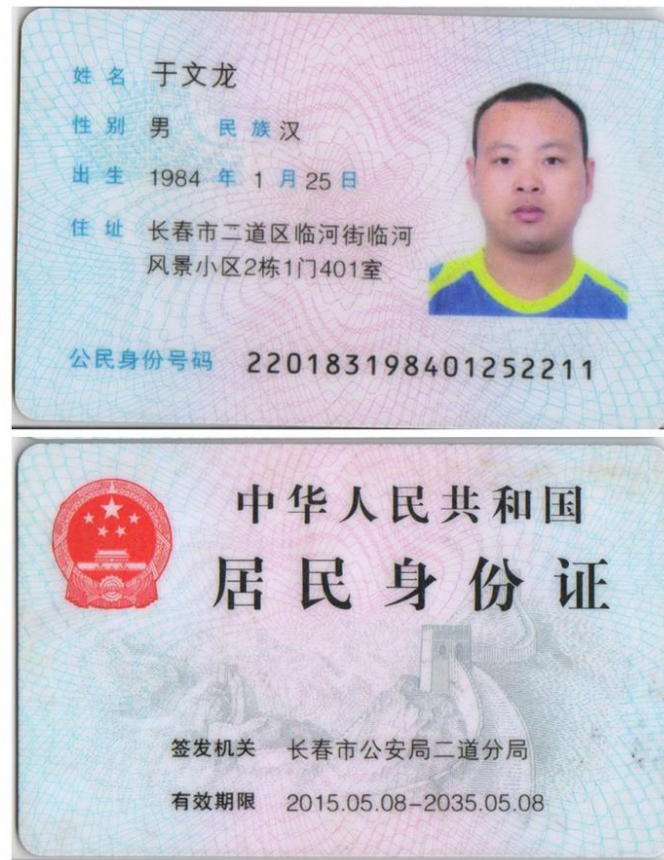 姓名 于文龙
性别 男 民族 汉
出生 1984 年 1 月 25 日
住址 长春市二道区临河街临河
风景小区2栋1门401室
公民身份号码 220183198401252211
中华人民共和国
居民身份证
签发机关 长春市公安局二道分局
有效期限 2015.05.08-2035.05.08